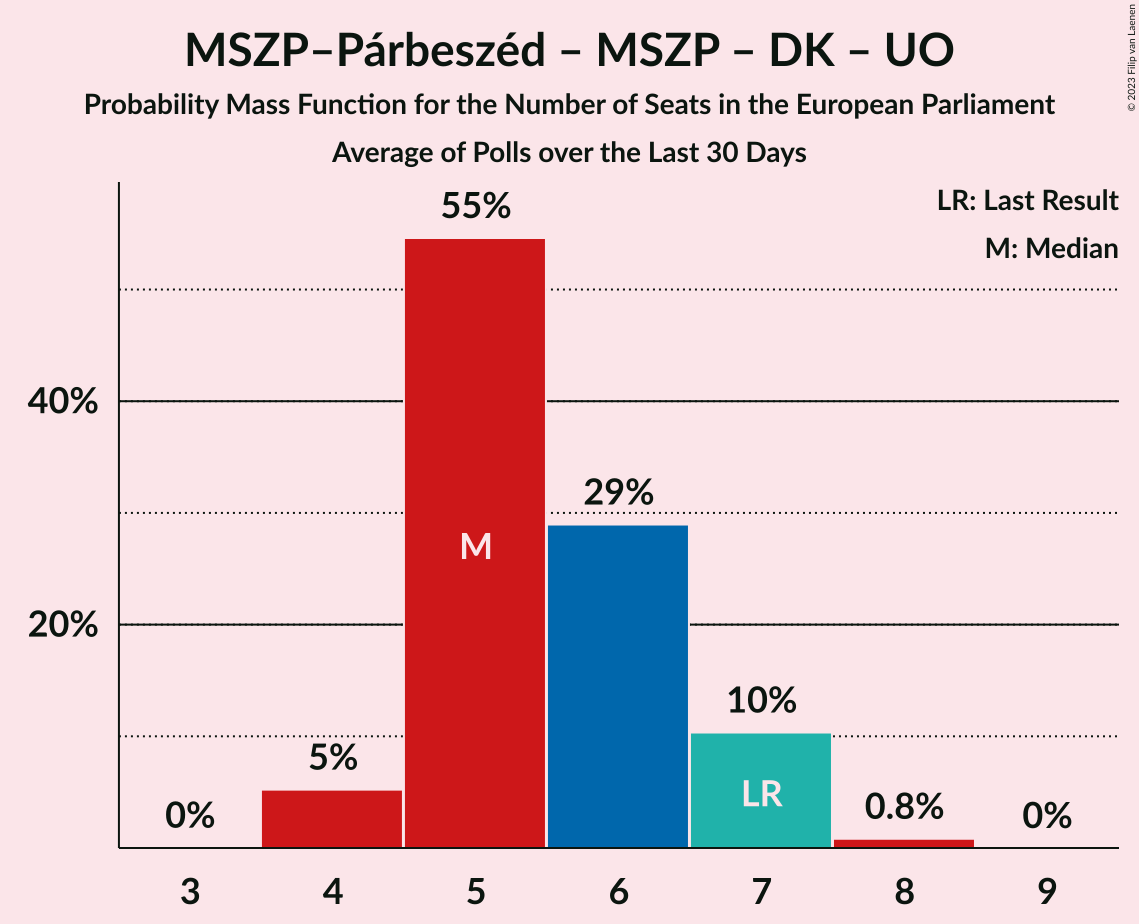 MSZP–Párbeszéd – MSZP – DK – UO
Probability Mass Function for the Number of Seats in the European Parliament
Average of Polls over the Last 30 Days
© 2023 Filip van Laenen
LR: Last Result
M: Median
55%
40%
29%
M
20%
10%
5%
LR
0%
0.8%
0%
3 4 5 6 7 8 9